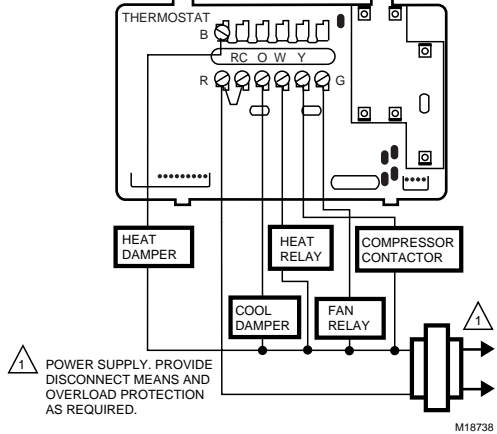 THERMOSTAT
B
RC O W Y
R G
HEAT
DAMPER
HEAT
RELAY
COMPRESSOR
CONTACTOR
COOL
DAMPER
FAN
RELAY
1
1 POWER SUPPLY. PROVIDE
DISCONNECT MEANS AND
OVERLOAD PROTECTION
AS REQUIRED.
M18738